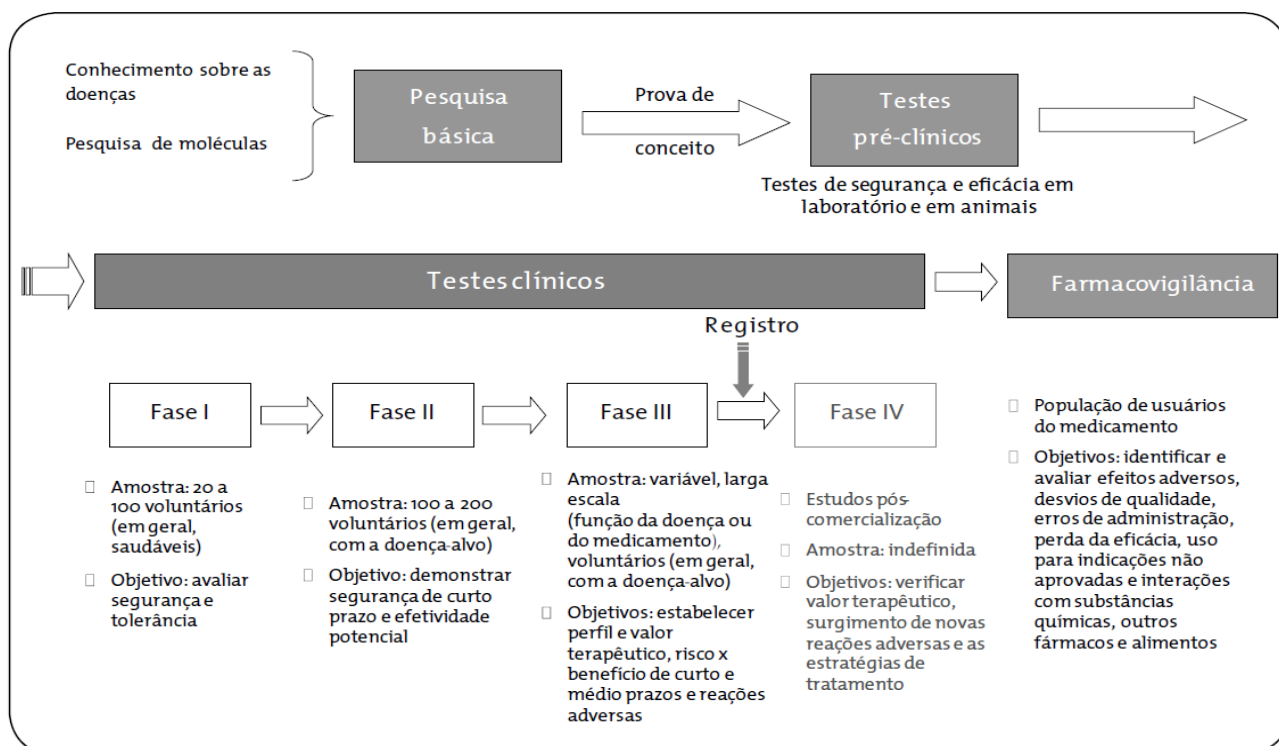 Conhecimento sobre as
doenças
Pesquisa de moléculas
Pesquisa
básica
Prova de
conceito
Testes
pré-clínicos
Testes de segurança e eficácia em
laboratório e em animais
Testes clínicos
Farmacovigilância
Registro
Fase I
Fase II
Fase III
Fase IV
Amostra: 20 a
100 voluntários
(em geral,
saudáveis)
Objetivo: avaliar
segurança e
tolerância
Amostra: 100 a 200
voluntários (em geral,
com a doença-alvo)
Objetivo: demonstrar
segurança de curto
prazo e efetividade
potencial
Amostra: variável, larga
escala
(função da doença ou
do medicamento),
voluntários (em geral,
com a doença-alvo)
Objetivos: estabelecer
perfil e valor
terapêutico, risco x
benefício de curto e
médio prazos e reações
adversas
Estudos pós-
comercialização
Amostra: indefinida
Objetivos: verificar
valor terapêutico,
surgimento de novas
reações adversas e as
estratégias de
tratamento
População de usuários
do medicamento
Objetivos: identificar e
avaliar efeitos adversos,
desvios de qualidade,
erros de administração,
perda da eficácia, uso
para indicações não
aprovadas e interações
com substâncias
químicas, outros
fármacos e alimentos